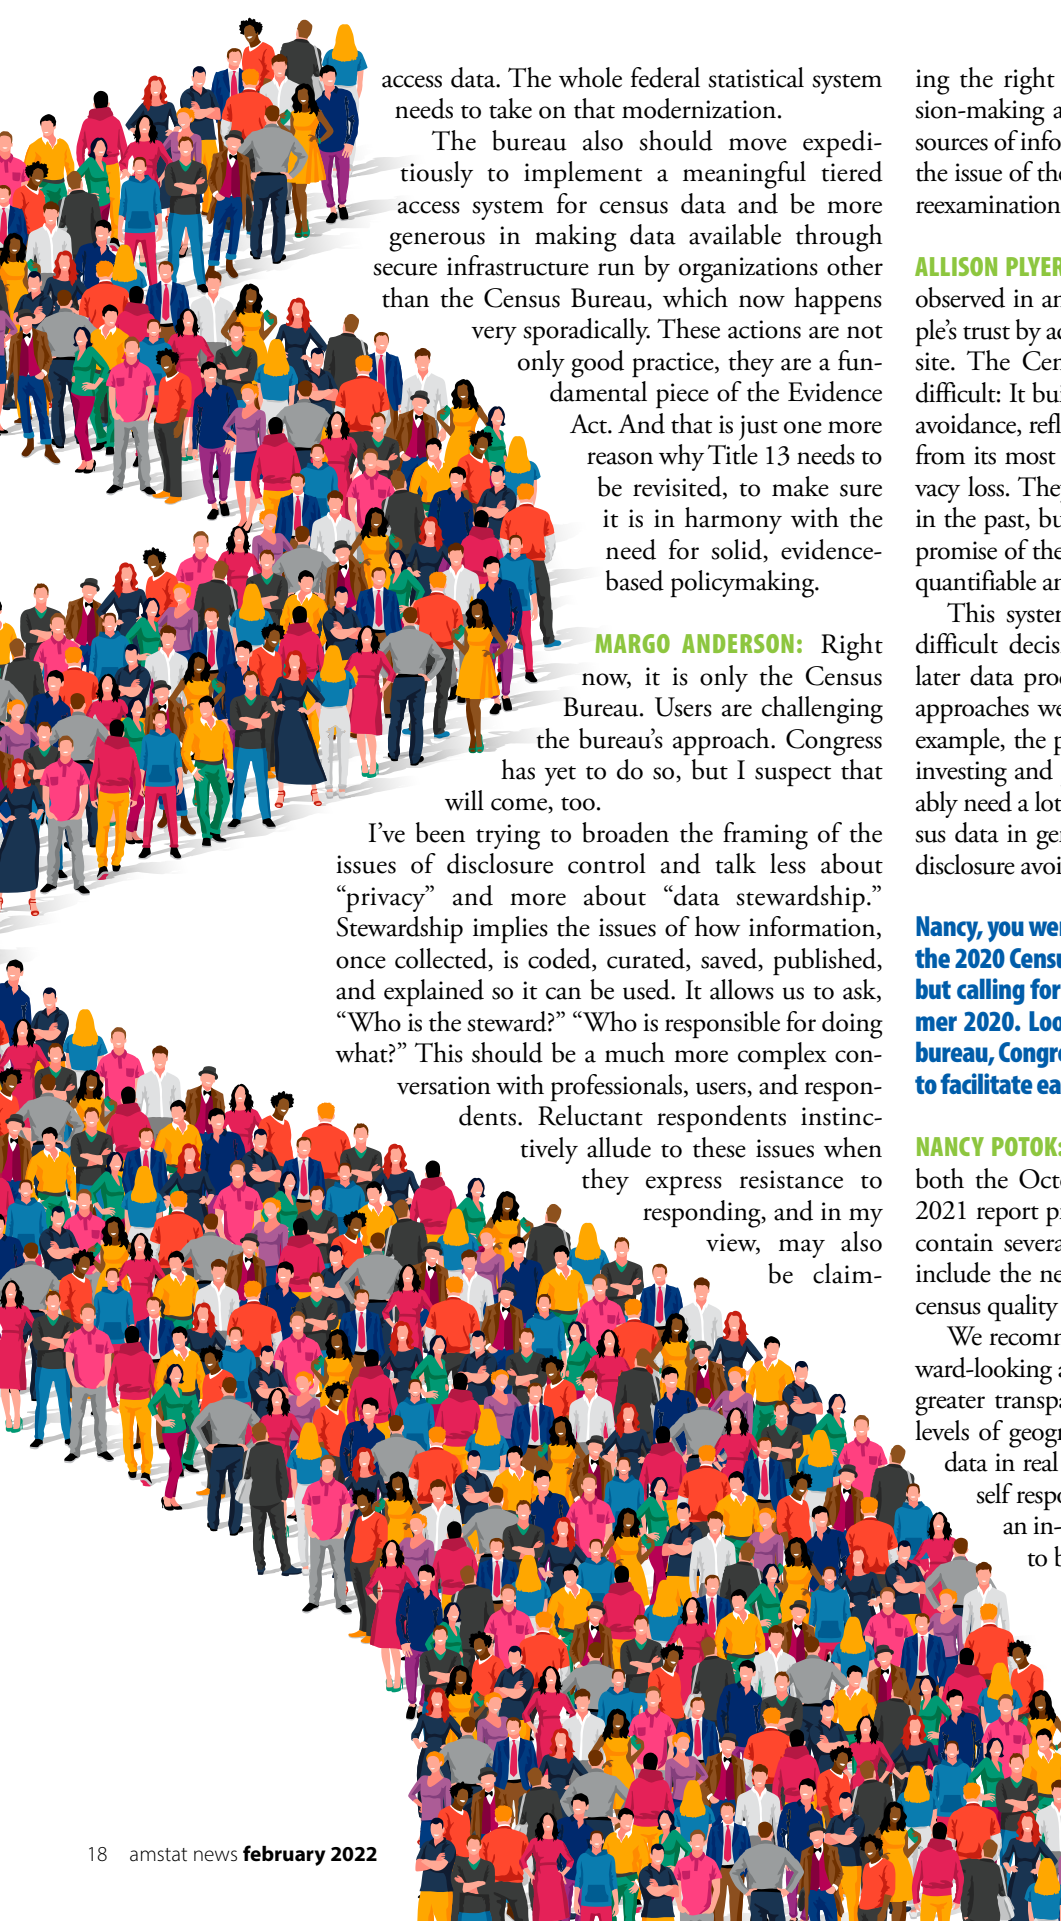 access data. The whole federal statistical system
needs to take on that modernization.
The bureau also should move expedi-
tiously to implement a meaningful tiered
access system for census data and be more
generous in making data available through
secure infrastructure run by organizations other
than the Census Bureau, which now happens
very sporadically. These actions are not
only good practice, they are a fun-
damental piece of the Evidence
Act. And that is just one more
reason why Title 13 needs to
be revisited, to make sure
it is in harmony with the
need for solid, evidence-
based policymaking.
MARGO ANDERSON: Right
now, it is only the Census
Bureau. Users are challenging
the bureau’s approach. Congress
has yet to do so, but I suspect that
will come, too.
I’ve been trying to broaden the framing of the
issues of disclosure control and talk less about
“privacy” and more about “data stewardship.”
Stewardship implies the issues of how information,
once collected, is coded, curated, saved, published,
and explained so it can be used. It allows us to ask,
“Who is the steward?” “Who is responsible for doing
what?” This should be a much more complex con-
versation with professionals, users, and respon-
dents. Reluctant respondents instinc-
tively allude to these issues when
they express resistance to
responding, and in my
view, may also
be claim-
ing the right
sion-making a
sources of info
the issue of the
reexamination
ALLISON PLYER
observed in an
ple’s trust by ac
site. The Cen
difficult: It bui
avoidance, refl
from its most
vacy loss. They
in the past, bu
promise of the
quantifiable an
This system
difficult decis
later data proc
approaches we
example, the p
investing and
ably need a lot
sus data in gen
disclosure avoi
Nancy, you wer
the 2020 Censu
but calling for
mer 2020. Loo
bureau, Congre
to facilitate ea
NANCY POTOK:
both the Octo
2021 report pr
contain severa
include the ne
census quality
We recomm
ward-looking a
greater transpa
levels of geogr
data in real
self respo
an in-
to b
18 amstat news february 2022